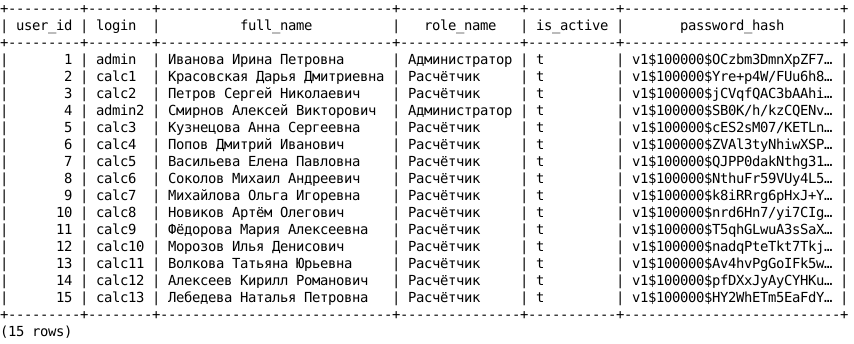 +---------+---------+-----------------------------+---------------+-----------+---------------------------+
| user_id | login   |          full_name          |   role_name   | is_active |       password_hash       |
+---------+---------+-----------------------------+---------------+-----------+---------------------------+
|       1 | admin   | Иванова Ирина Петровна      | Администратор | t         | v1$100000$OCzbm3DmnXpZF7… |
|       2 | calc1   | Красовская Дарья Дмитриевна | Расчётчик     | t         | v1$100000$Yre+p4W/FUu6h8… |
|       3 | calc2   | Петров Сергей Николаевич    | Расчётчик     | t         | v1$100000$jCVqfQAC3bAAhi… |
|       4 | admin2  | Смирнов Алексей Викторович  | Администратор | t         | v1$100000$SB0K/h/kzCQENv… |
|       5 | calc3   | Кузнецова Анна Сергеевна    | Расчётчик     | t         | v1$100000$cES2sM07/KETLn… |
|       6 | calc4   | Попов Дмитрий Иванович      | Расчётчик     | t         | v1$100000$ZVAl3tyNhiwXSP… |
|       7 | calc5   | Васильева Елена Павловна    | Расчётчик     | t         | v1$100000$QJPP0dakNthg31… |
|       8 | calc6   | Соколов Михаил Андреевич    | Расчётчик     | t         | v1$100000$NthuFr59VUy4L5… |
|       9 | calc7   | Михайлова Ольга Игоревна    | Расчётчик     | t         | v1$100000$k8iRRrg6pHxJ+Y… |
|      10 | calc8   | Новиков Артём Олегович      | Расчётчик     | t         | v1$100000$nrd6Hn7/yi7CIg… |
|      11 | calc9   | Фёдорова Мария Алексеевна   | Расчётчик     | t         | v1$100000$T5qhGLwuA3sSaX… |
|      12 | calc10  | Морозов Илья Денисович      | Расчётчик     | t         | v1$100000$nadqPteTkt7Tkj… |
|      13 | calc11  | Волкова Татьяна Юрьевна     | Расчётчик     | t         | v1$100000$Av4hvPgGoIFk5w… |
|      14 | calc12  | Алексеев Кирилл Романович   | Расчётчик     | t         | v1$100000$pfDXxJyAyCYHKu… |
|      15 | calc13  | Лебедева Наталья Петровна   | Расчётчик     | t         | v1$100000$HY2WhETm5EaFdY… |
+---------+---------+-----------------------------+---------------+-----------+---------------------------+
(15 rows)